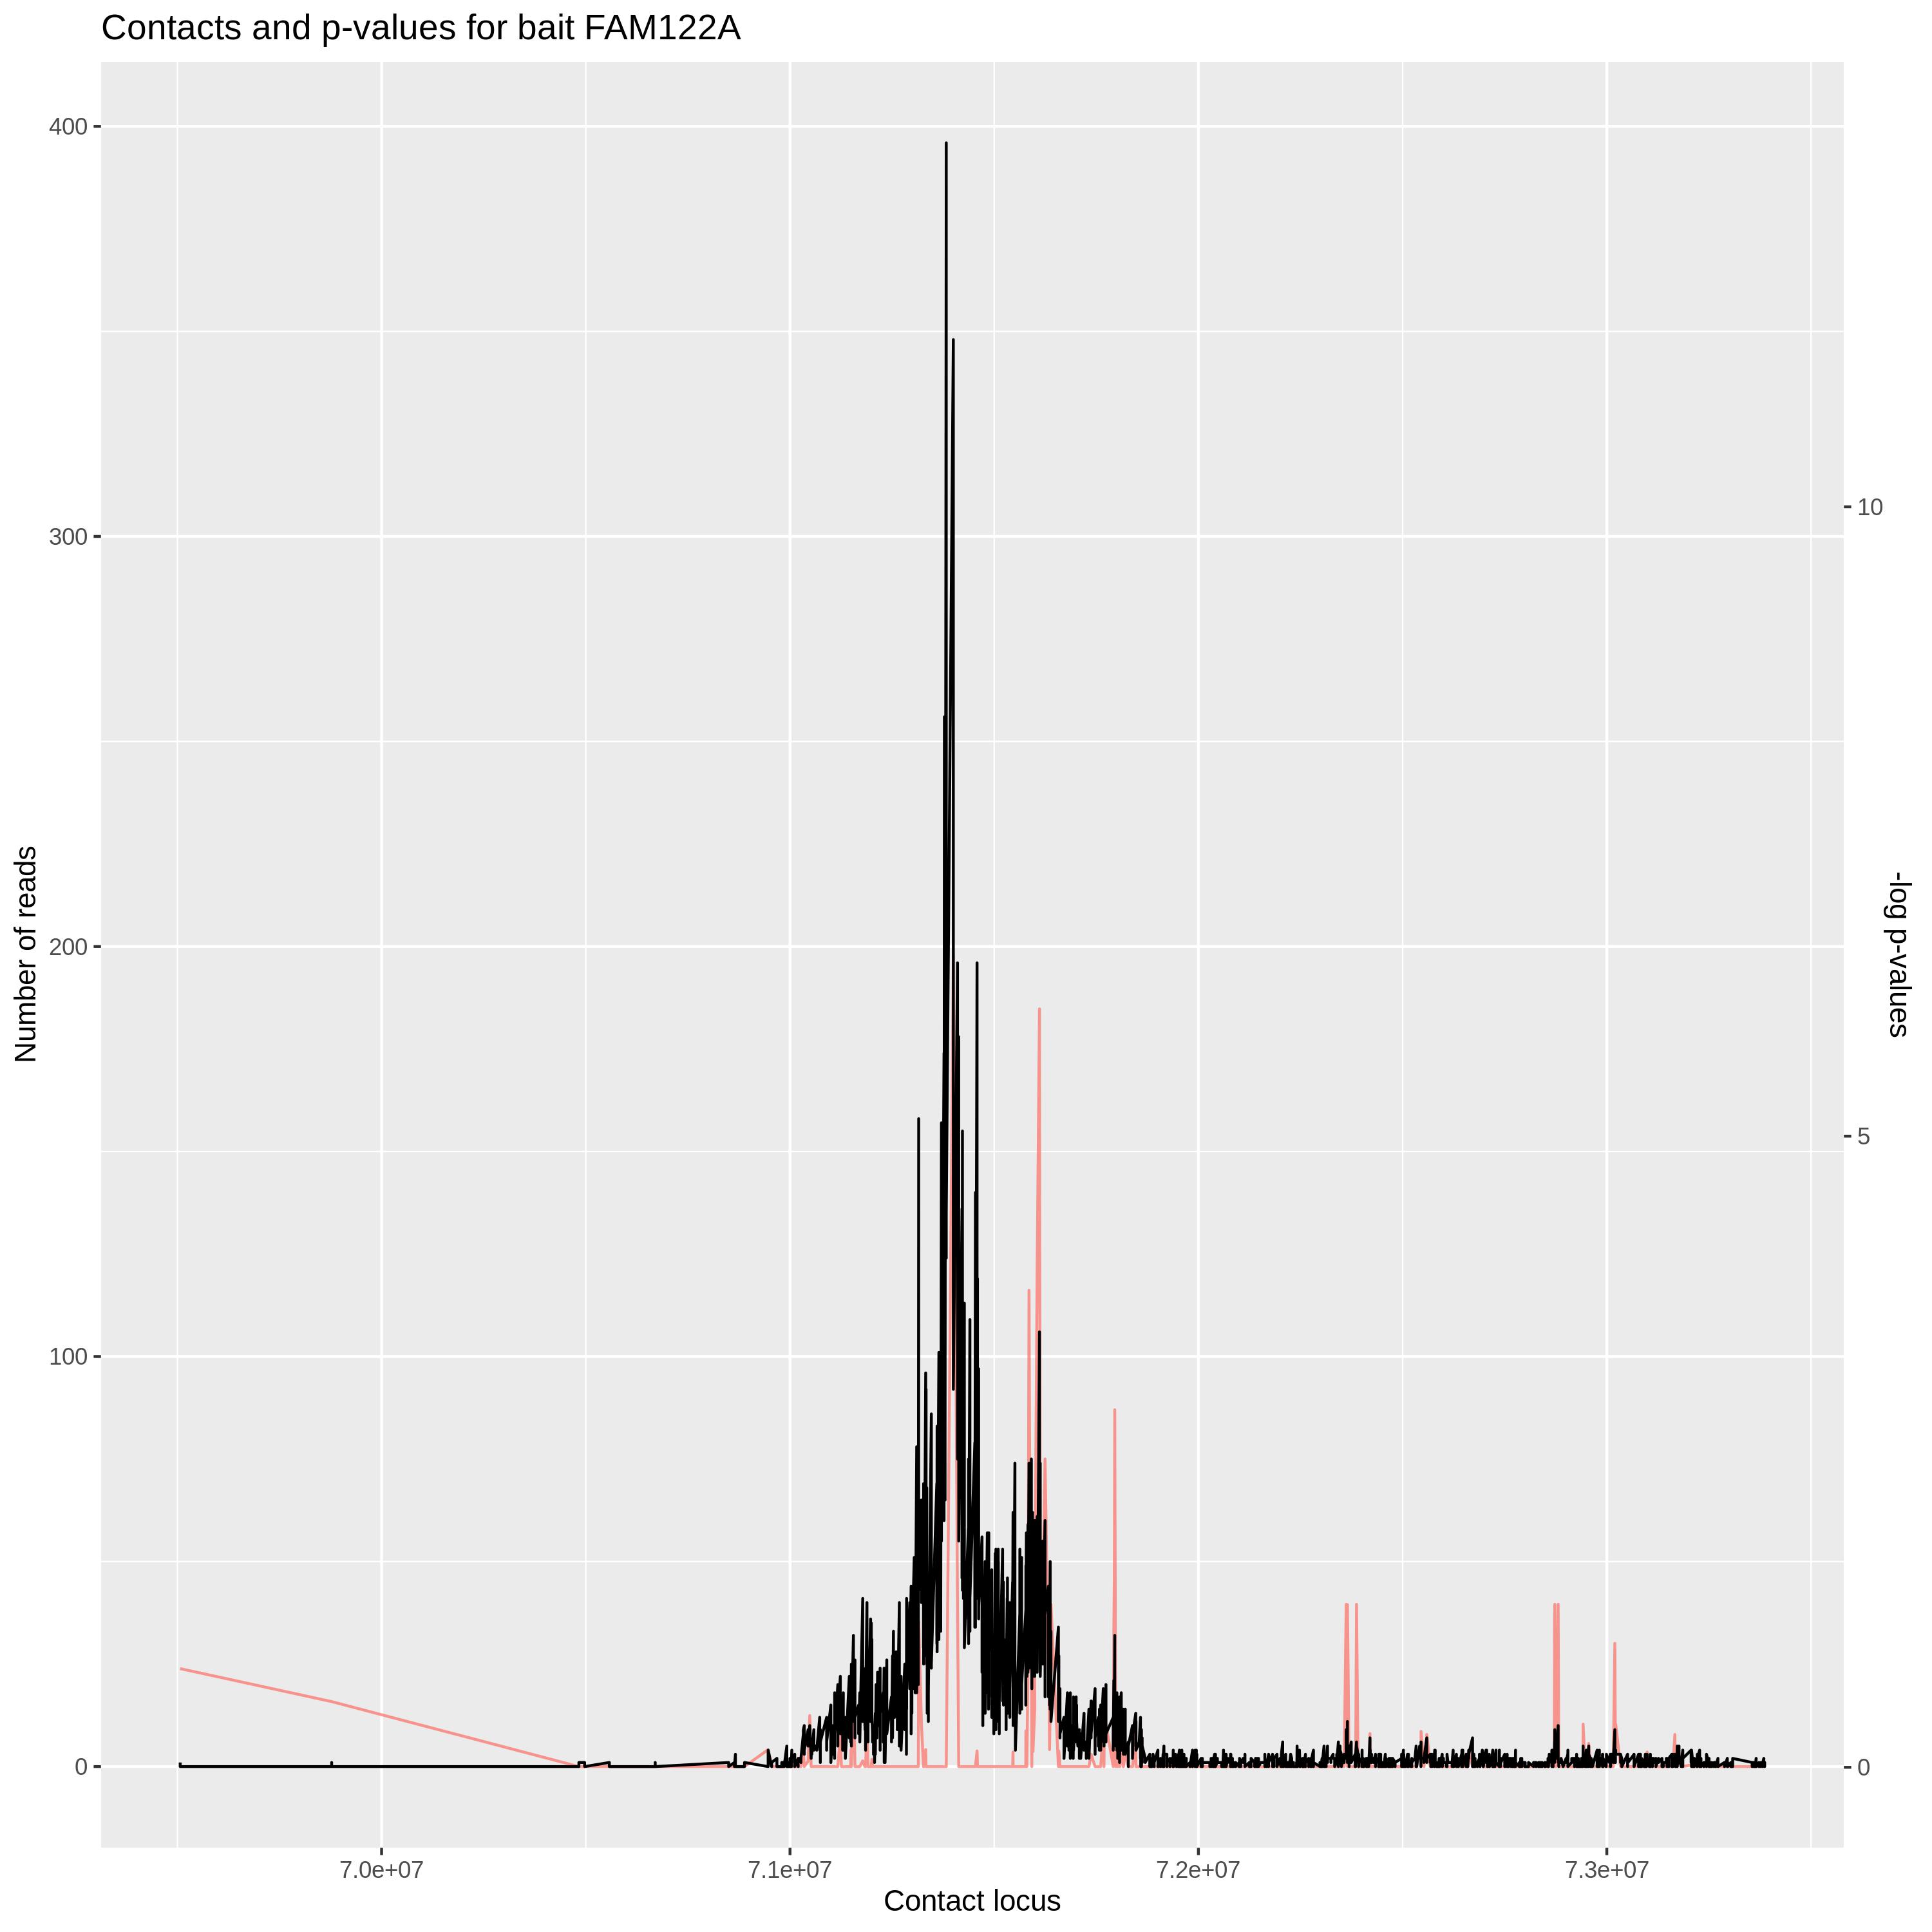 Contacts and p-values for bait FAM122A
400
300
200
100
0
Number of reads
10
5
0
-log p-values
7.0e+07
7.1e+07
7.2e+07
7.3e+07
Contact locus